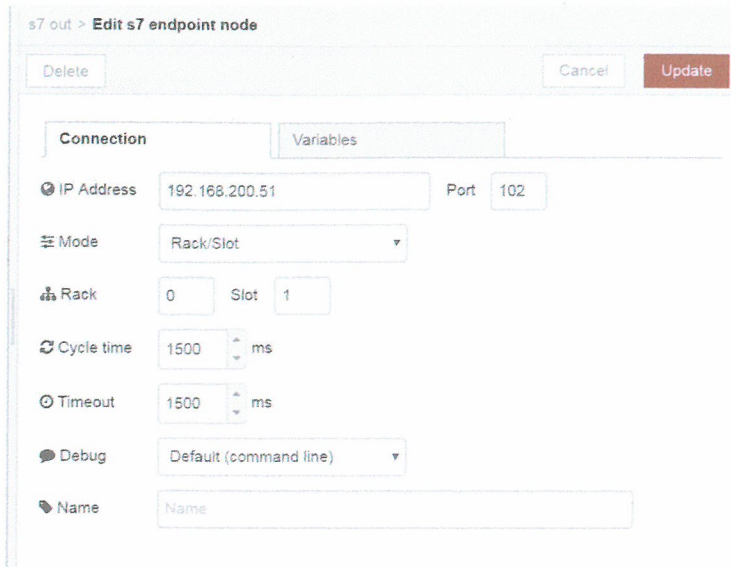 s7 out > Edit s7 endpoint node
Delete Cancel Update
Connection Variables
IP Address 192.168.200.51 Port 102
Mode Rack/Slot
Rack 0 Slot 1
Cycle time 1500 ms
Timeout 1500 ms
Debug Default (command line)
Name Name